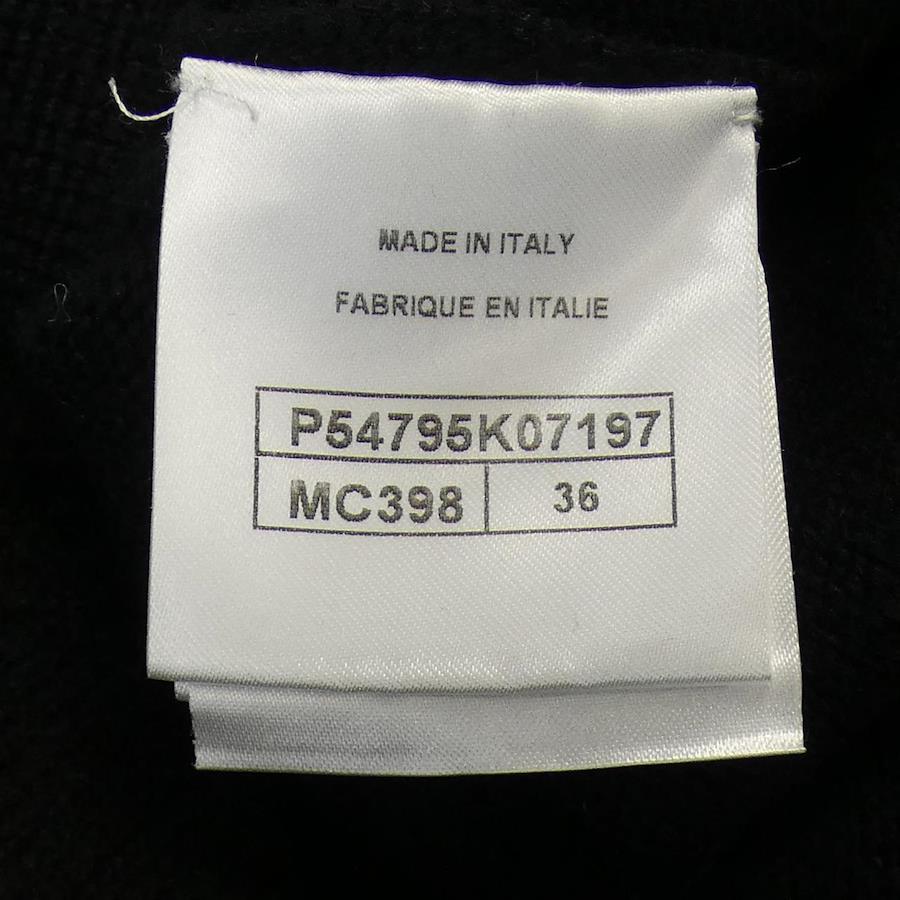 MADE IN ITALY
FABRIQUE EN ITALIE
P54795K07197
MC398 36